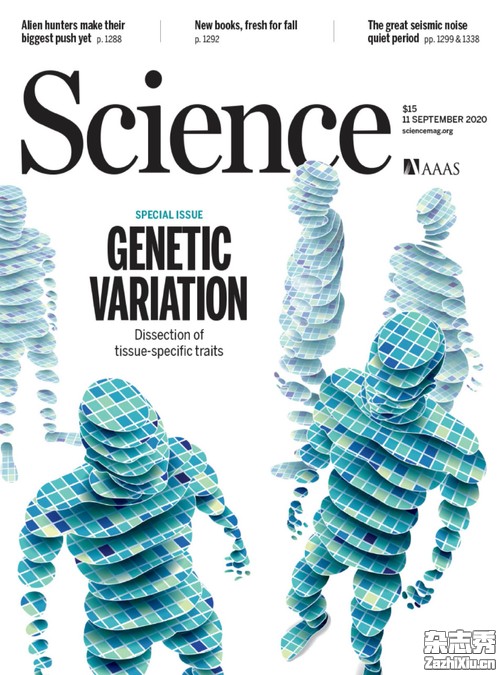 Alien hunters make their
biggest push yet p. 1288
New books, fresh for fall
p. 1292
The great seismic noise
quiet period pp. 1299 & 1338
Science
$15
11 SEPTEMBER 2020
sciencemag.org
AAAS
SPECIAL ISSUE
GENETIC
VARIATION
Dissection of
tissue-specific traits
杂志秀
ZazhiXiu.cn